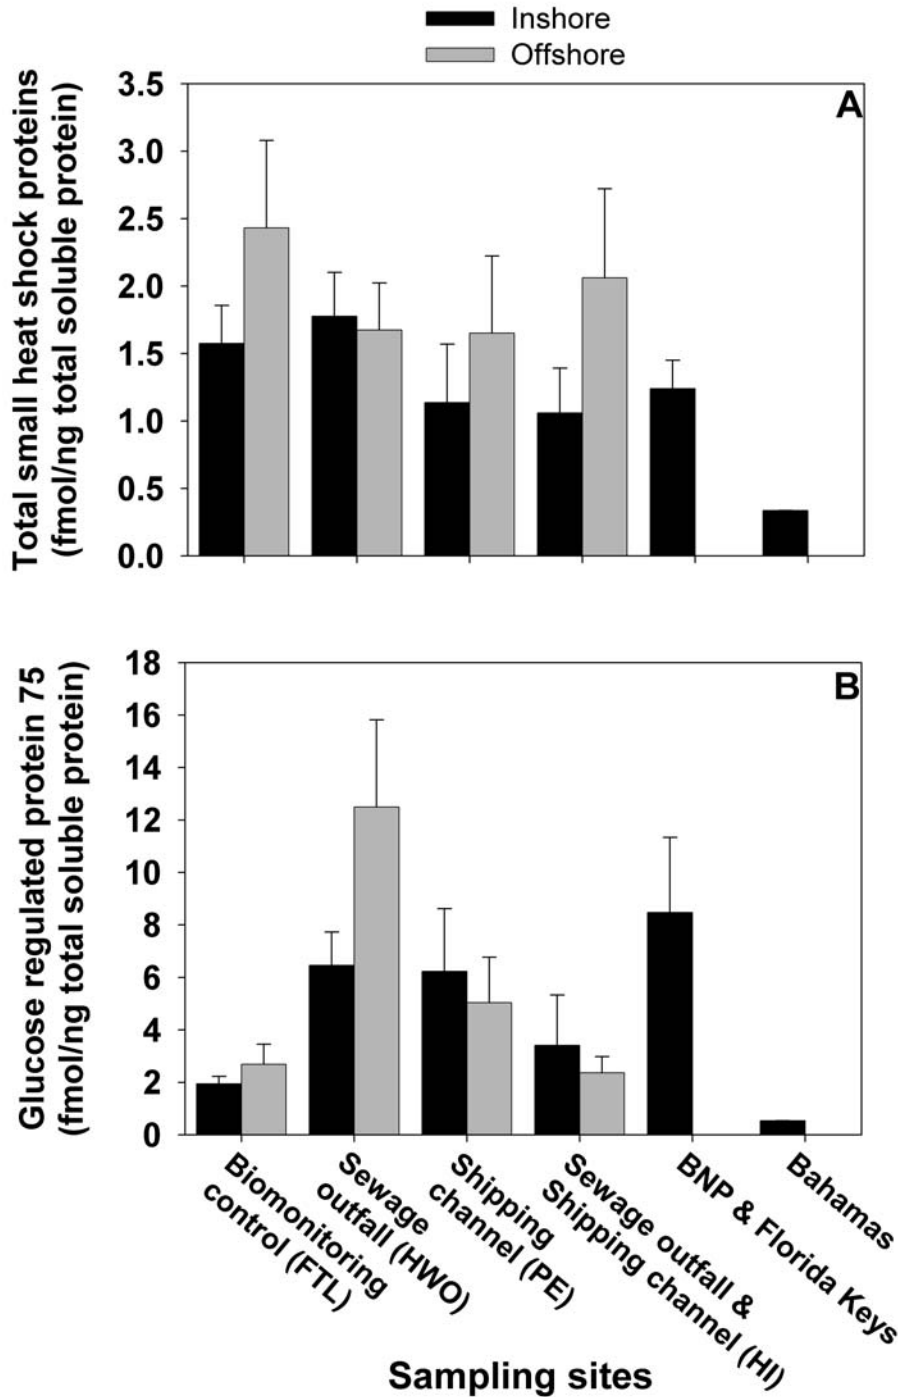 Inshore
Offshore
A
Total small heat shock proteins
(fmol/ng total soluble protein)
3.5
3.0
2.5
2.0
1.5
1.0
0.5
0.0
B
Glucose regulated protein 75
(fmol/ng total soluble protein)
18
16
14
12
10
8
6
4
2
0
Biomonitoring
control (FTL)
Sewage
outfall (HWO)
Shipping
channel (PE)
Sewage outfall &
Shipping channel (HI)
BNP & Florida Keys
Bahamas
Sampling sites